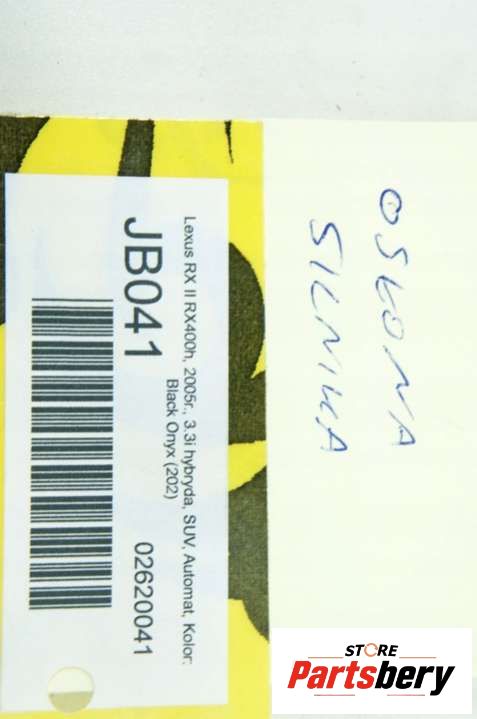 Lexus RX II RX400h, 2005r., 3.3i hybryda, SUV, Automat, Kolor:
Black Onyx (202)
JB041
02620041
OSŁONA
SILNIKA
STORE
Partsbery